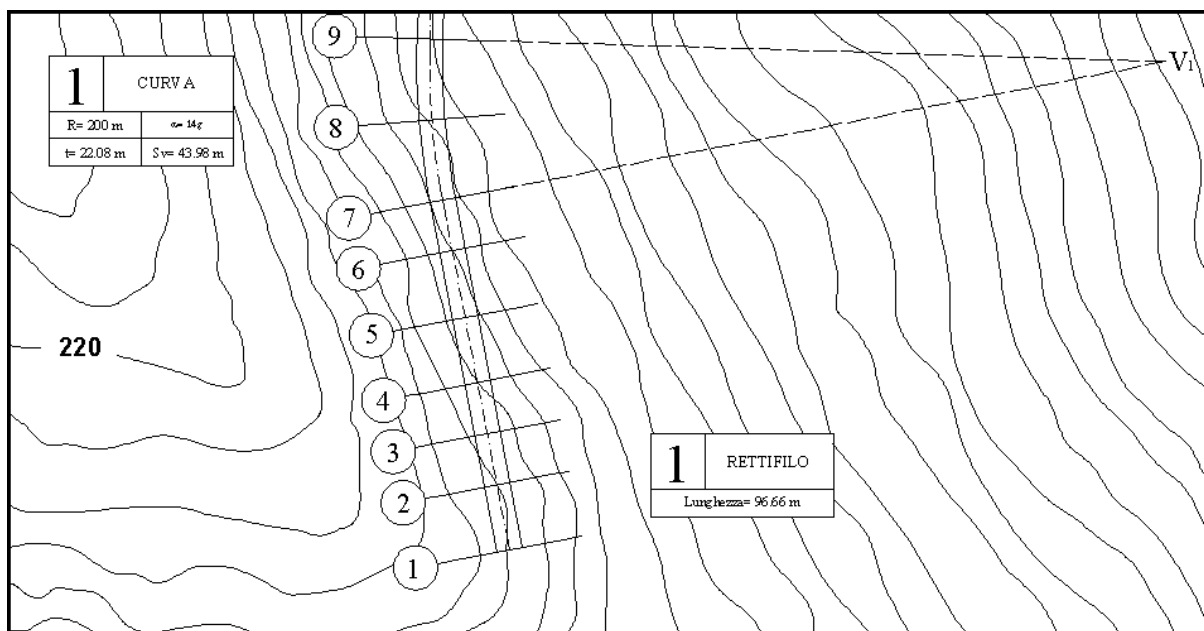 9
V1
1
CURVA
R= 200 m
α= 14g
t= 22.08 m
Sv= 43.98 m
8
7
6
5
220
4
3
1
RETTIFILO
Lunghezza= 96.66 m
2
1